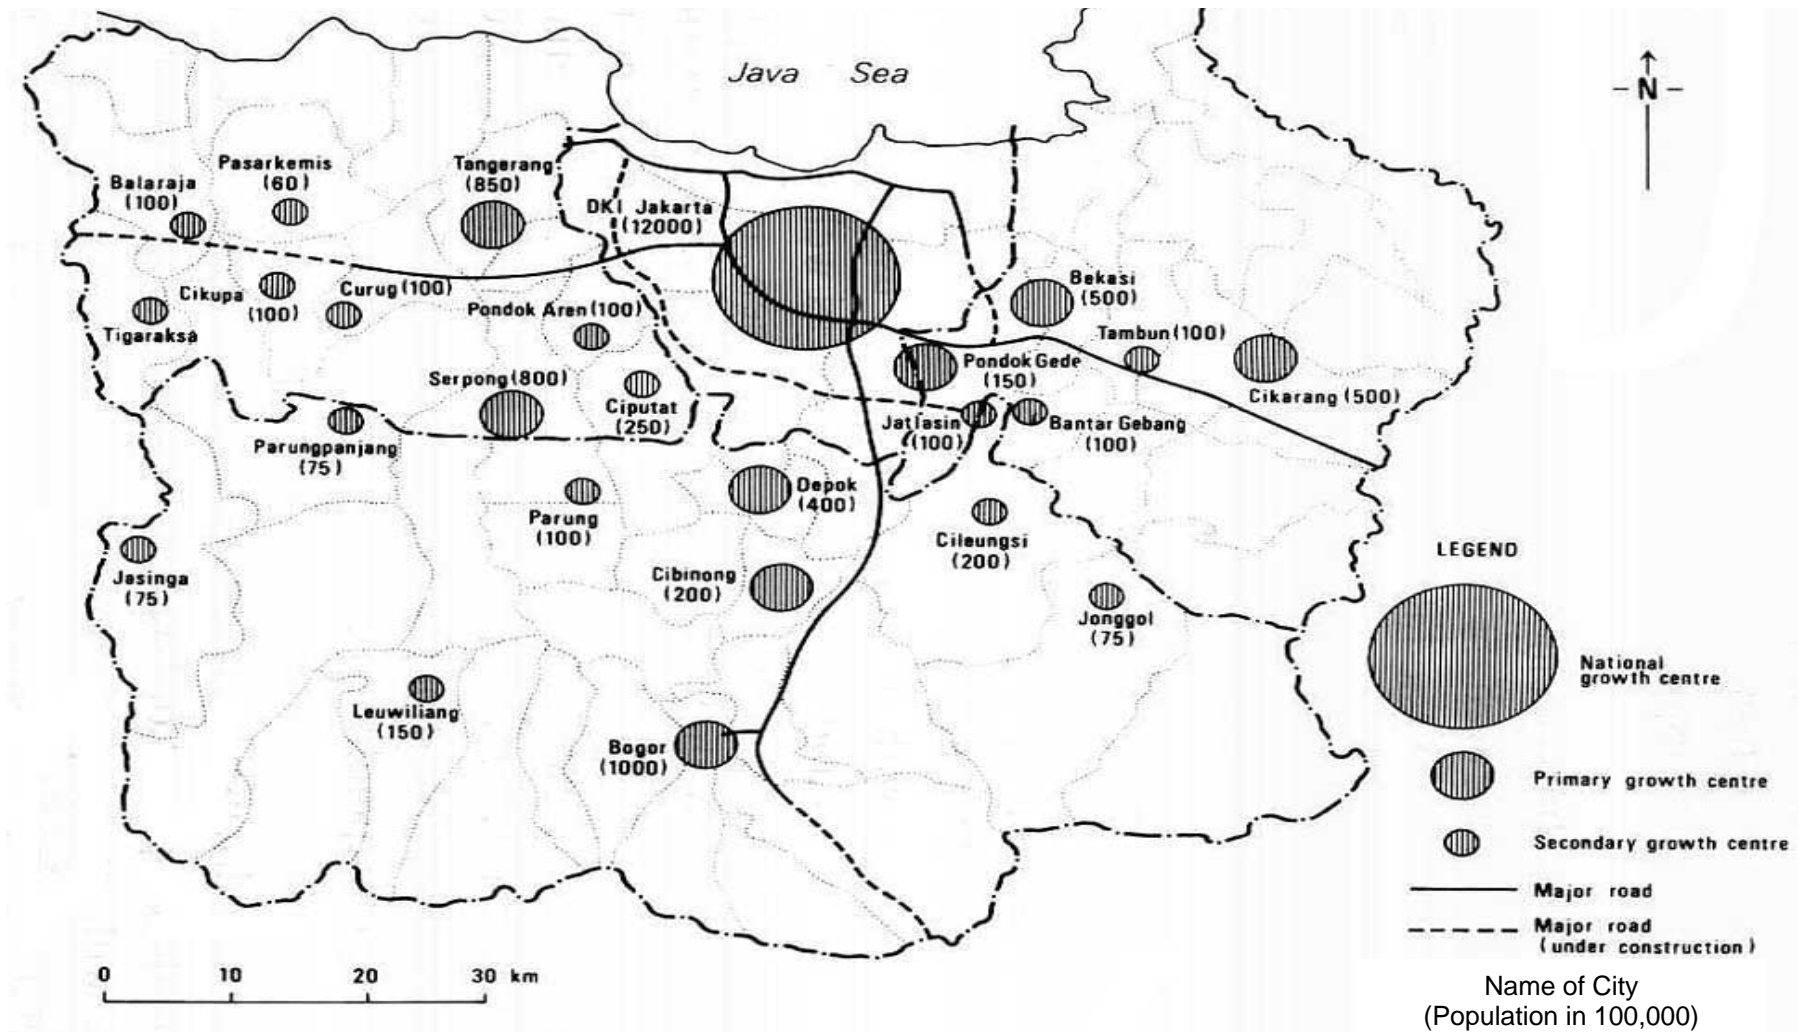 Java Sea
- N -
Pasarkemis
(60)
Tangerang
(850)
Balaraja
(100)
DKI Jakarta
(12000)
Cikupa
(100)
Curug (100)
Tigaraksa
Pondok Aren (100)
Bekasi
(500)
Tambun (100)
Pondok Gede
(150)
Cikarang (500)
Serpong (800)
Ciputat
(250)
Jatlasin
(100)
Bantar Gebang
(100)
Parungpanjang
(75)
Depok
(400)
Parung
(100)
Cileungsi
(200)
Jasinga
(75)
Cibinong
(200)
Jonggol
(75)
Leuwiliang
(150)
Bogor
(1000)
LEGEND
National
growth centre
Primary growth centre
Secondary growth centre
Major road
Major road
(under construction)
0 10 20 30 km
Name of City
(Population in 100,000)